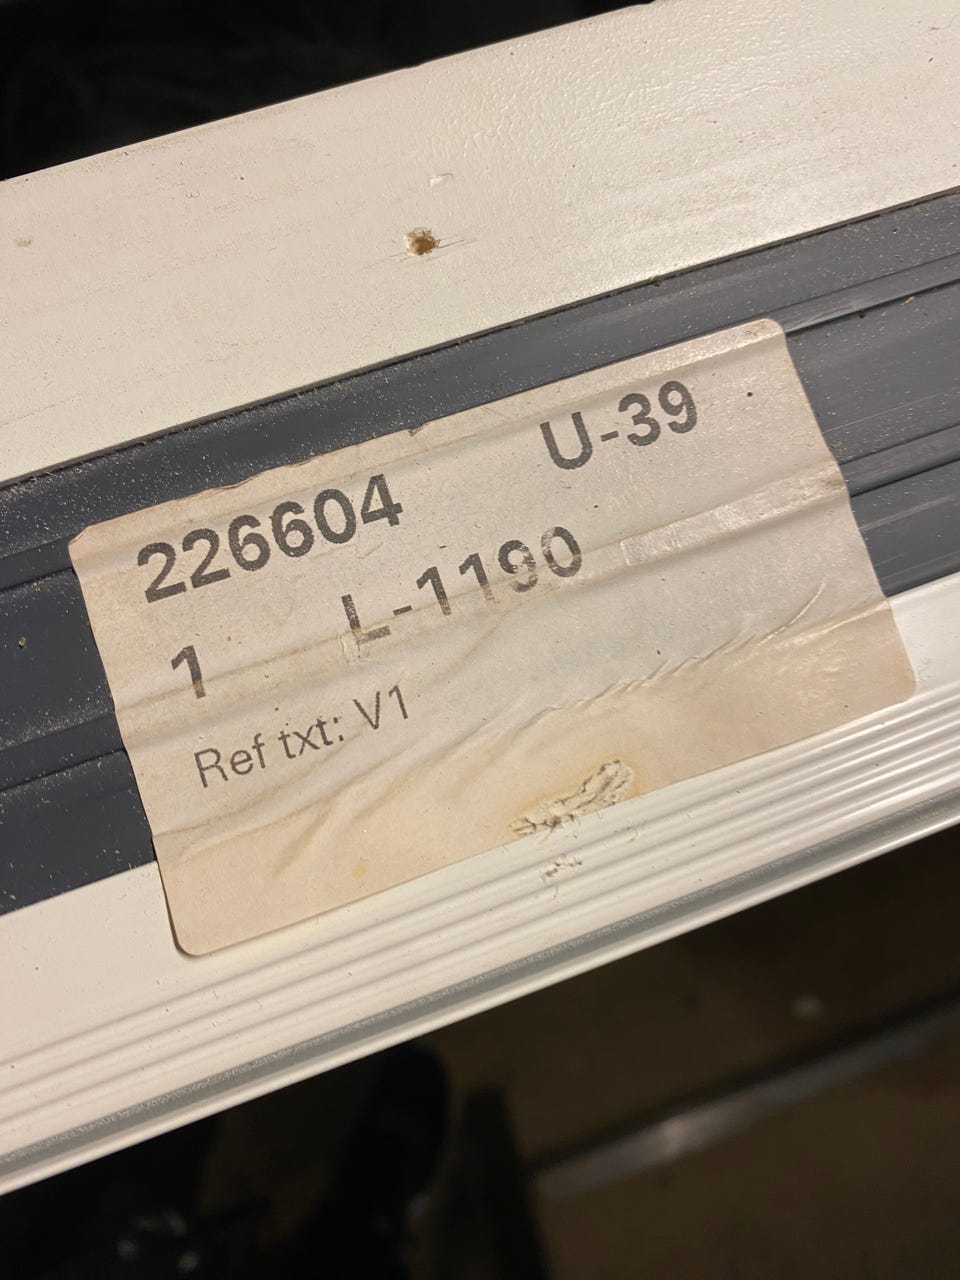 226604 U-39
1 L-1190
Ref txt: V1